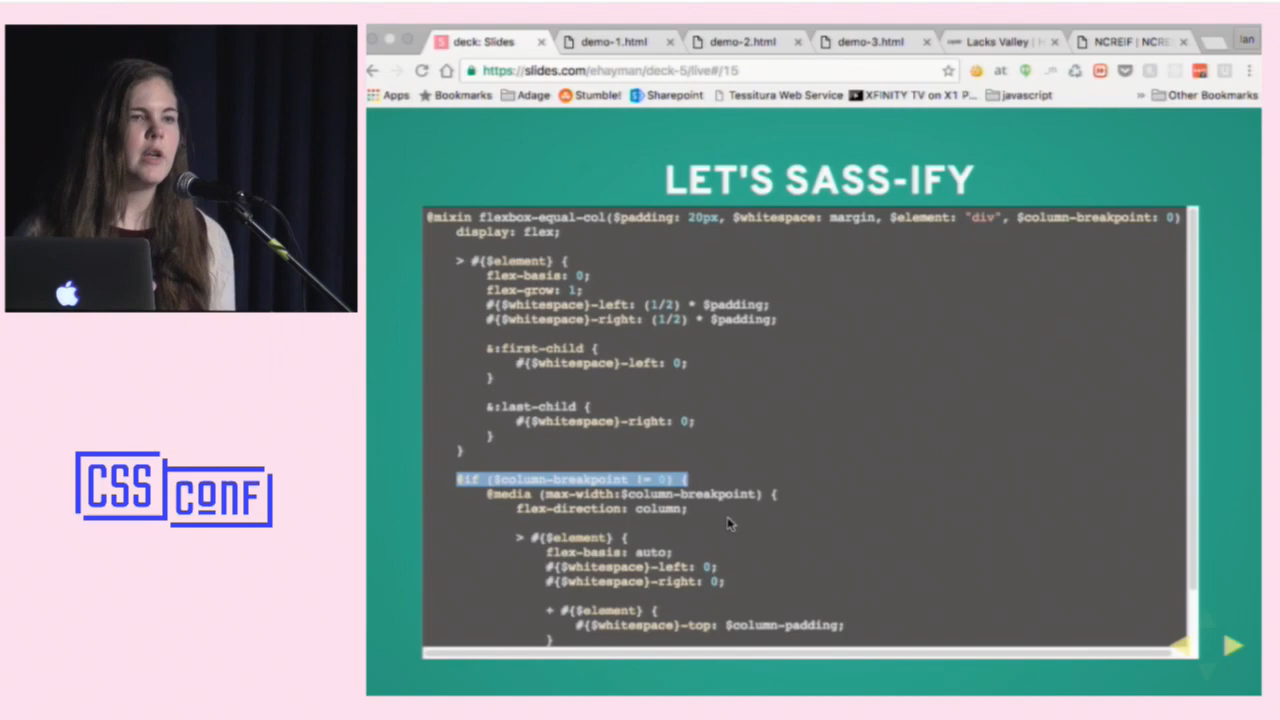 deck: Slides
demo-1.html
demo-2.html
demo-3.html
Lacks Valley
NCREIF | NCRE
Ian
https://slides.com/ehayman/deck-5/live#/15
at
Apps
Bookmarks
Adage
Stumble!
Sharepoint
Tessitura Web Service
XFINITY TV on X1 P...
javascript
»
Other Bookmarks
LET'S SASS-IFY
@mixin flexbox-equal-col($padding: 20px, $whitespace: margin, $element: "div", $column-breakpoint: 0)
display: flex;
> #{$element} {
flex-basis: 0;
flex-grow: 1;
#{$whitespace}-left: (1/2) * $padding;
#{$whitespace}-right: (1/2) * $padding;
&:first-child {
#{$whitespace}-left: 0;
}
&:last-child {
#{$whitespace}-right: 0;
}
}
@if ($column-breakpoint != 0) {
@media (max-width:$column-breakpoint) {
flex-direction: column;
> #{$element} {
flex-basis: auto;
#{$whitespace}-left: 0;
#{$whitespace}-right: 0;
+ #{$element} {
#{$whitespace}-top: $column-padding;
}
CSS
CONF